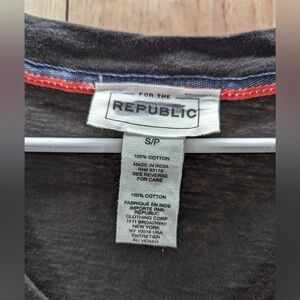 FOR THE
REPUBLIC
S/P
100% COTTON
MADE IN INDIA
RN# 93178
SEE REVERSE
FOR CARE
100% COTTON
FABRIQUÉ EN INDE
IMPORTÉ PAR:
REPUBLIC
CLOTHING CORP
1411 BROADWAY
NEW YORK
NY 10018 USA
ENTRETIEN
AU VERSO